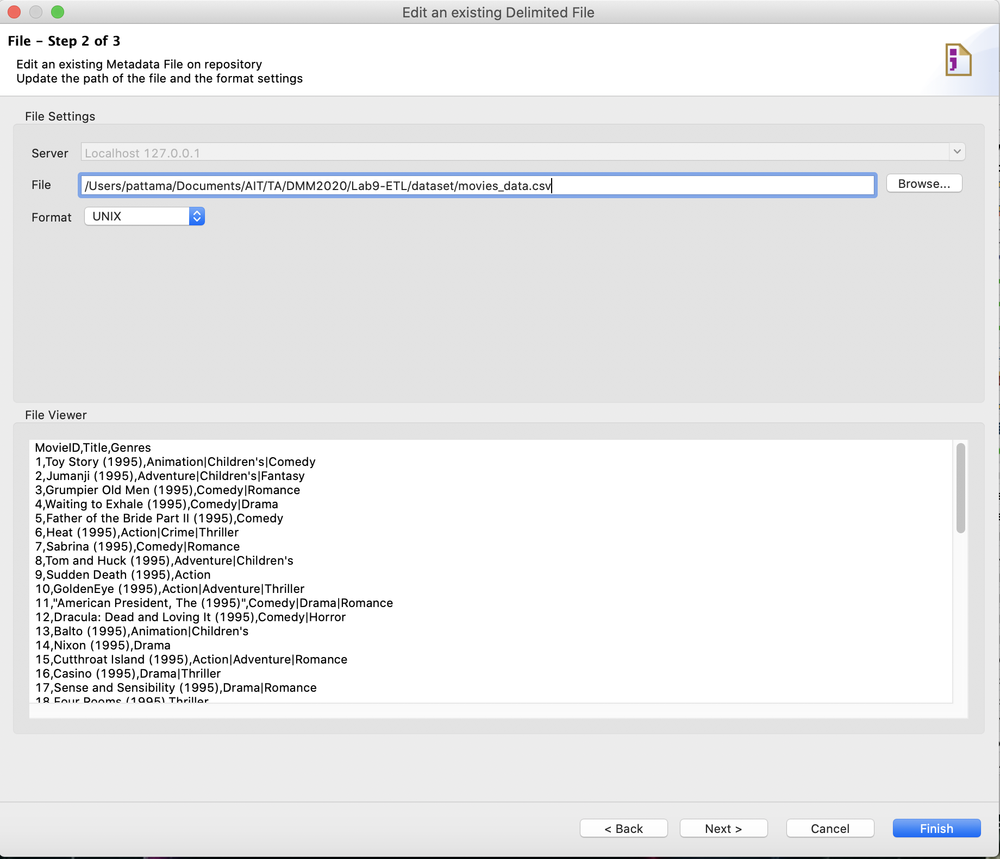 Edit an existing Delimited File
File – Step 2 of 3
Edit an existing Metadata File on repository
Update the path of the file and the format settings
File Settings
Server Localhost 127.0.0.1
File /Users/pattama/Documents/AIT/TA/DMM2020/Lab9-ETL/dataset/movies_data.csv Browse...
Format UNIX
File Viewer
MovieID,Title,Genres
1,Toy Story (1995),Animation|Children's|Comedy
2,Jumanji (1995),Adventure|Children's|Fantasy
3,Grumpier Old Men (1995),Comedy|Romance
4,Waiting to Exhale (1995),Comedy|Drama
5,Father of the Bride Part II (1995),Comedy
6,Heat (1995),Action|Crime|Thriller
7,Sabrina (1995),Comedy|Romance
8,Tom and Huck (1995),Adventure|Children's
9,Sudden Death (1995),Action
10,GoldenEye (1995),Action|Adventure|Thriller
11,"American President, The (1995)",Comedy|Drama|Romance
12,Dracula: Dead and Loving It (1995),Comedy|Horror
13,Balto (1995),Animation|Children's
14,Nixon (1995),Drama
15,Cutthroat Island (1995),Action|Adventure|Romance
16,Casino (1995),Drama|Thriller
17,Sense and Sensibility (1995),Drama|Romance
18,Four Rooms (1995),Thriller
< Back Next > Cancel Finish